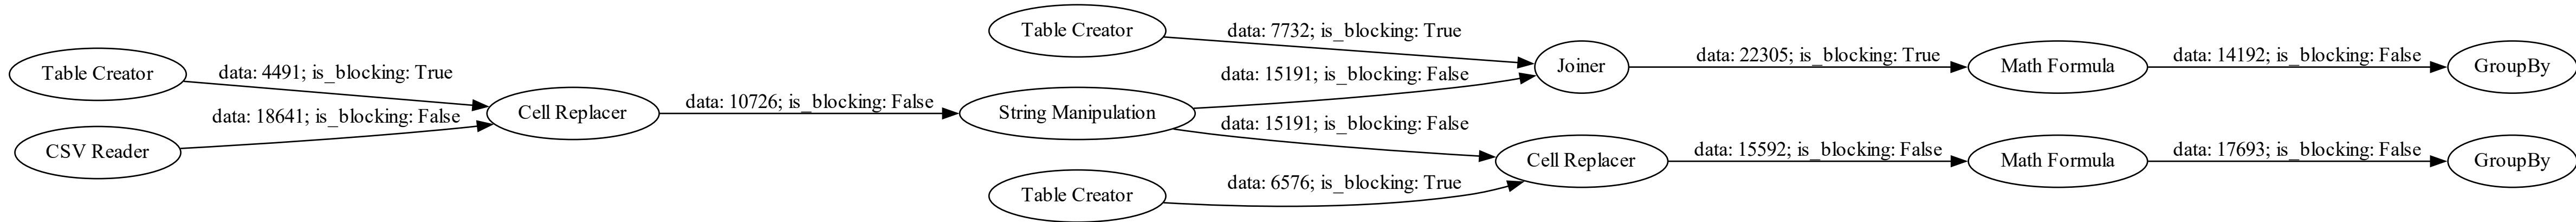 Table Creator
data: 7732; is_blocking: True
Table Creator
data: 4491; is_blocking: True
data: 15191; is_blocking: False
Joiner
data: 22305; is_blocking: True
Math Formula
data: 14192; is_blocking: False
GroupBy
CSV Reader
data: 18641; is_blocking: False
Cell Replacer
data: 10726; is_blocking: False
String Manipulation
data: 15191; is_blocking: False
Cell Replacer
data: 15592; is_blocking: False
Math Formula
data: 17693; is_blocking: False
GroupBy
Table Creator
data: 6576; is_blocking: True